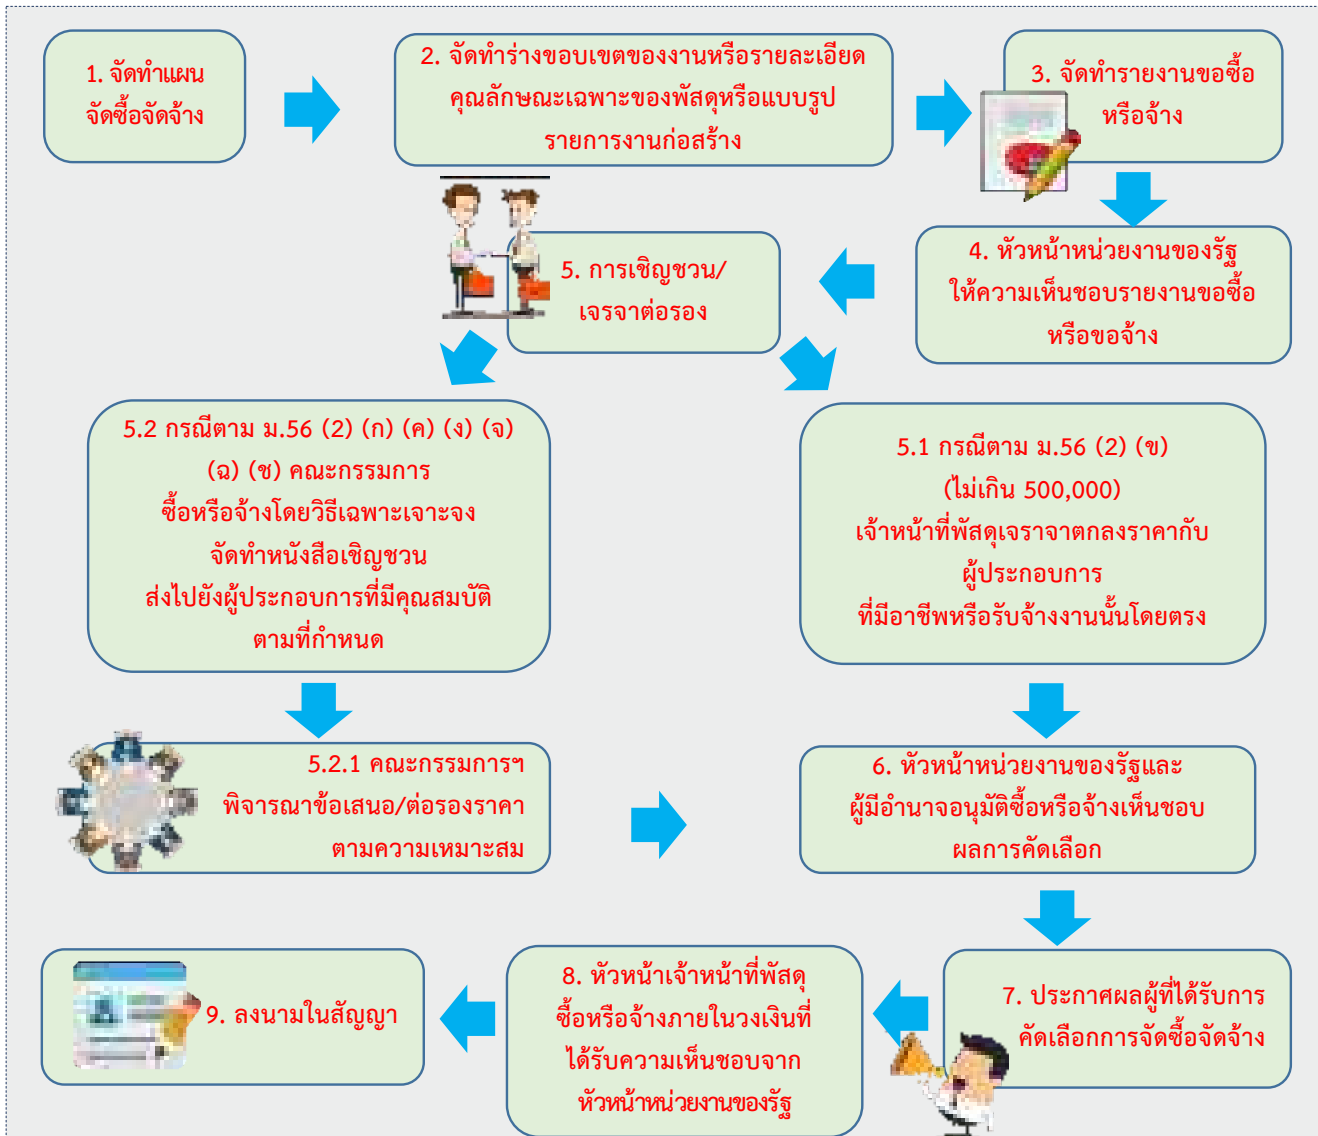 1. จัดทำแผน
จัดซื้อจัดจ้าง
2. จัดทำร่างขอบเขตของงานหรือรายละเอียด
คุณลักษณะเฉพาะของพัสดุหรือแบบรูป
รายการงานก่อสร้าง
3. จัดทำรายงานขอซื้อ
หรือจ้าง
4. หัวหน้าหน่วยงานของรัฐ
ให้ความเห็นชอบรายงานขอซื้อ
หรือขอจ้าง
5. การเชิญชวน/
เจรจาต่อรอง
5.2 กรณีตาม ม.56 (2) (ก) (ค) (ง) (จ)
(ฉ) (ช) คณะกรรมการ
ซื้อหรือจ้างโดยวิธีเฉพาะเจาะจง
จัดทำหนังสือเชิญชวน
ส่งไปยังผู้ประกอบการที่มีคุณสมบัติ
ตามที่กำหนด
5.1 กรณีตาม ม.56 (2) (ข)
(ไม่เกิน 500,000)
เจ้าหน้าที่พัสดุเจราจาตกลงราคากับ
ผู้ประกอบการ
ที่มีอาชีพหรือรับจ้างงานนั้นโดยตรง
5.2.1 คณะกรรมการฯ
พิจารณาข้อเสนอ/ต่อรองราคา
ตามความเหมาะสม
6. หัวหน้าหน่วยงานของรัฐและ
ผู้มีอำนาจอนุมัติซื้อหรือจ้างเห็นชอบ
ผลการคัดเลือก
7. ประกาศผลผู้ที่ได้รับการ
คัดเลือกการจัดซื้อจัดจ้าง
8. หัวหน้าเจ้าหน้าที่พัสดุ
ซื้อหรือจ้างภายในวงเงินที่
ได้รับความเห็นชอบจาก
หัวหน้าหน่วยงานของรัฐ
9. ลงนามในสัญญา